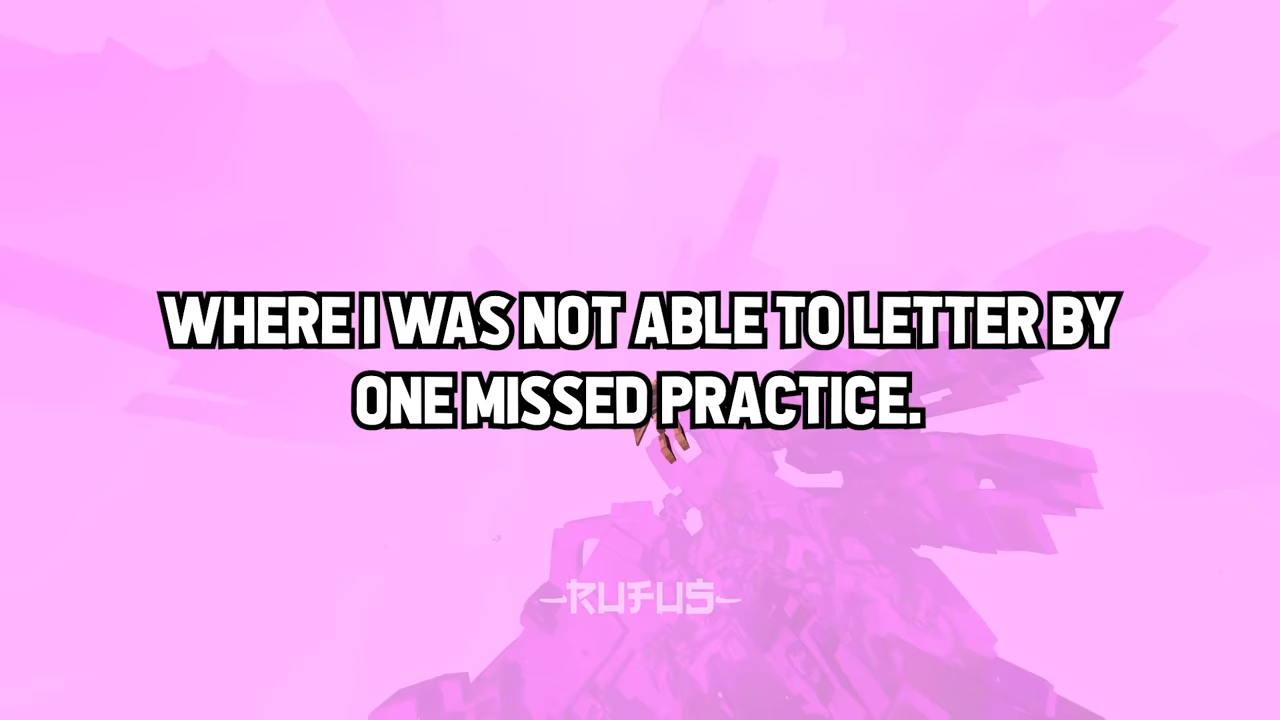 WHERE I WAS NOT ABLE TO LETTER BY
ONE MISSED PRACTICE.
-RUFUS-